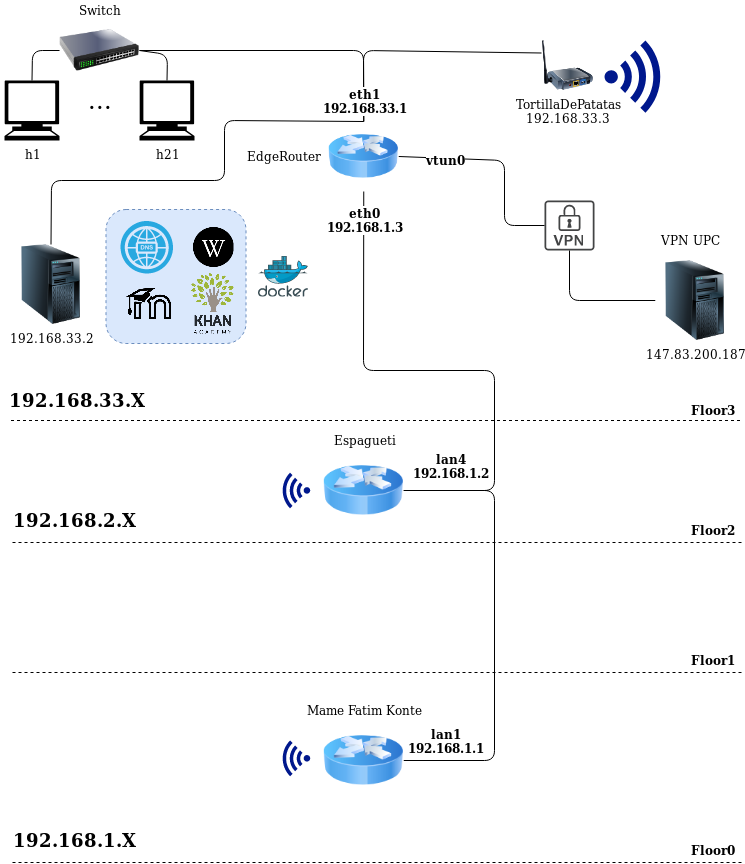 Switch
eth1
192.168.33.1
TortillaDePatatas
192.168.33.3
...
h1
h21
EdgeRouter
vtun0
eth0
192.168.1.3
VPN
VPN UPC
DNS
W
m
KHAN
ACADEMY
docker
192.168.33.2
147.83.200.187
192.168.33.X
Floor3
Espagueti
lan4
192.168.1.2
192.168.2.X
Floor2
Floor1
Mame Fatim Konte
lan1
192.168.1.1
192.168.1.X
Floor0